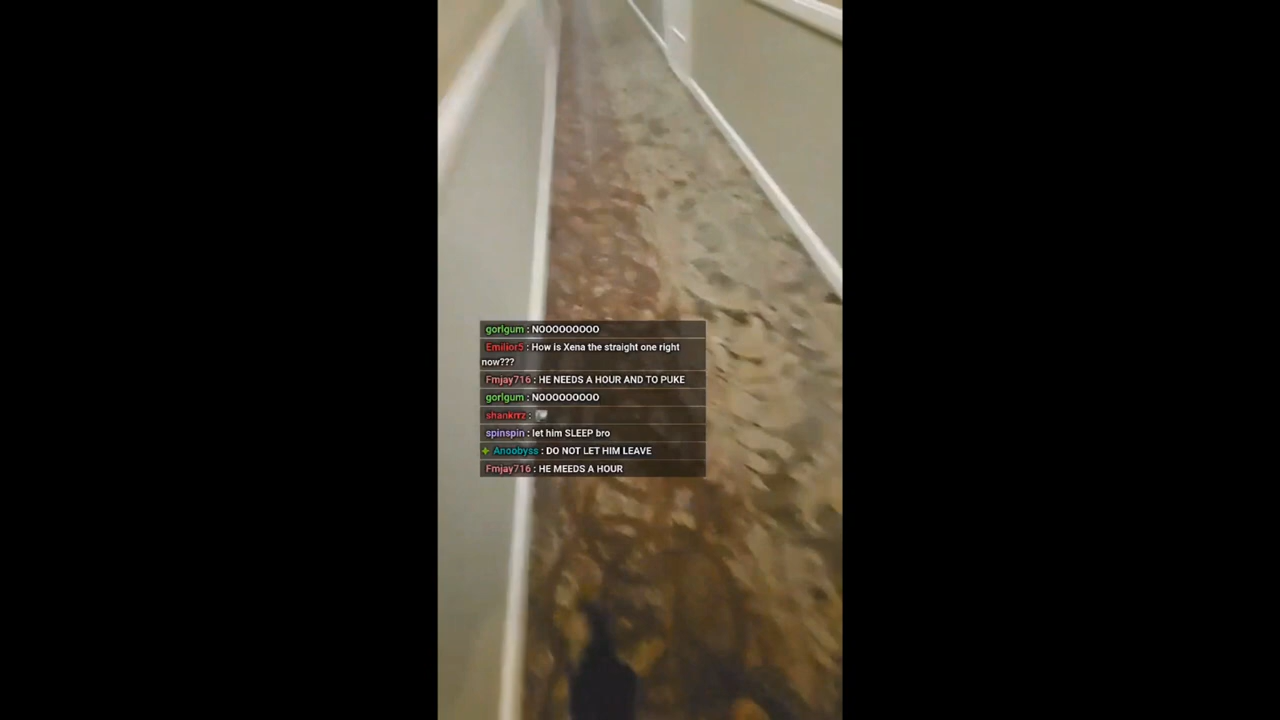 gorlgum : NOOOOOOOOO
Emilior5 : How is Xena the straight one right
now???
Fmjay716 : HE NEEDS A HOUR AND TO PUKE
gorlgum : NOOOOOOOOO
shankrrz :
spinspin : let him SLEEP bro
Anoobyss : DO NOT LET HIM LEAVE
Fmjay716 : HE MEEDS A HOUR